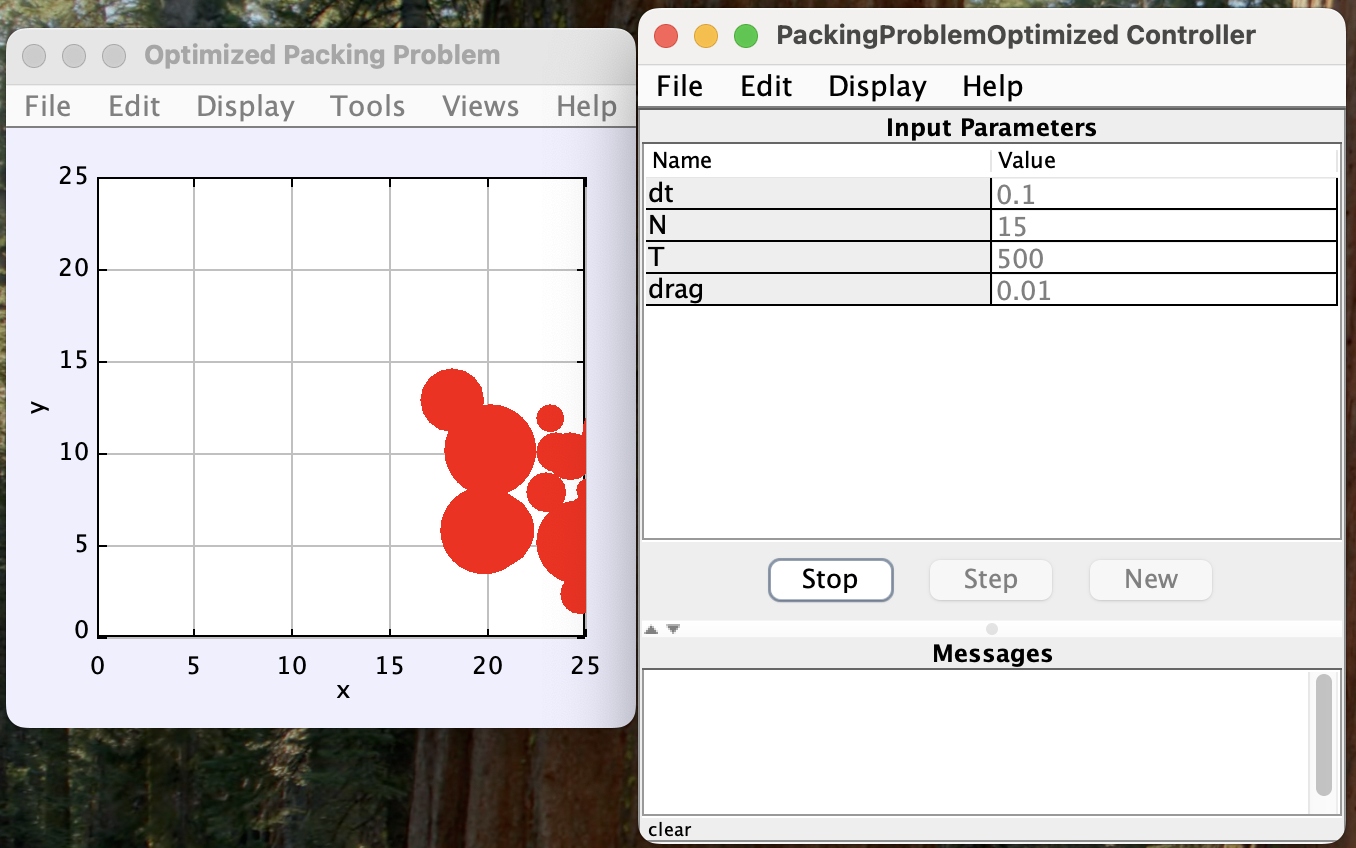 Optimized Packing Problem
File Edit Display Tools Views Help
25
20
15
10
5
0
y
0 5 10 15 20 25
x
PackingProblemOptimized Controller
File Edit Display Help
Input Parameters
Name Value
dt 0.1
N 15
T 500
drag 0.01
Stop Step New
Messages
clear